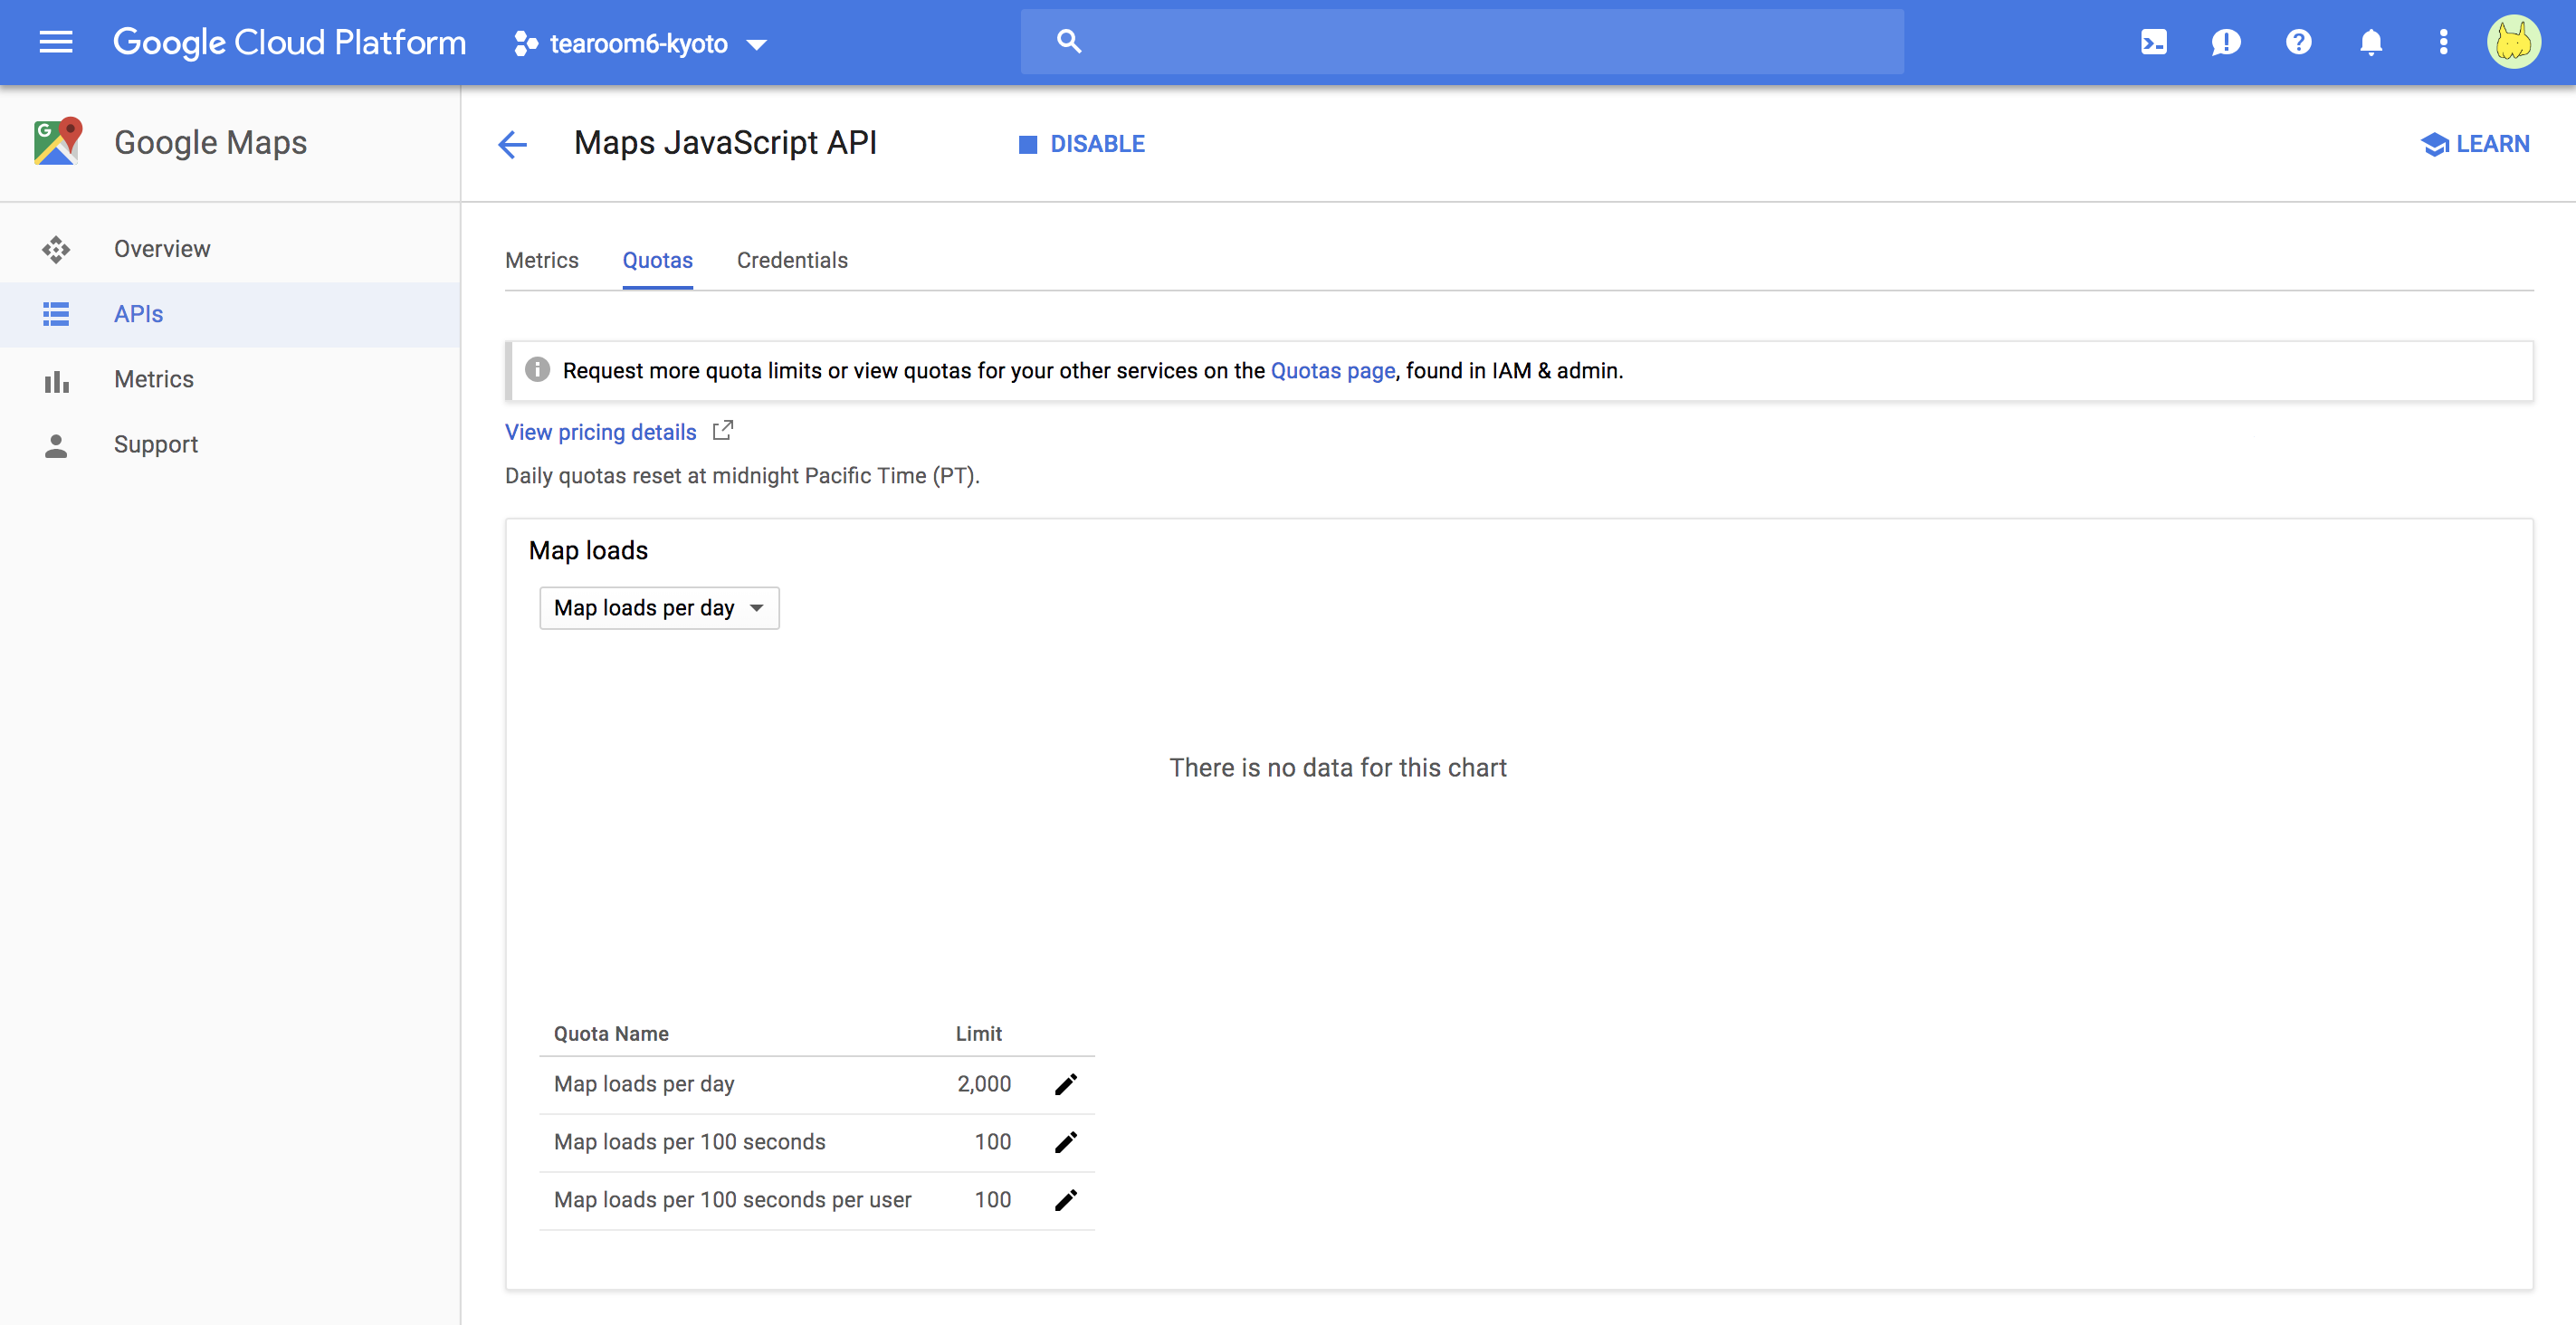 Google Cloud Platform tearoom6-kyoto
Google Maps
Maps JavaScript API
DISABLE
LEARN
Overview
APIs
Metrics
Support
Metrics Quotas Credentials
Request more quota limits or view quotas for your other services on the Quotas page, found in IAM & admin.
View pricing details
Daily quotas reset at midnight Pacific Time (PT).
Map loads
Map loads per day
There is no data for this chart
Quota Name Limit
Map loads per day 2,000
Map loads per 100 seconds 100
Map loads per 100 seconds per user 100